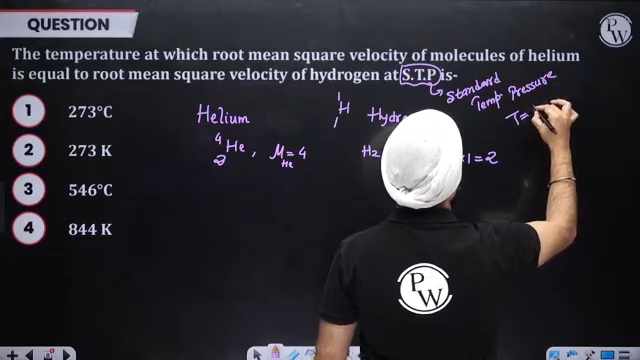 QUESTION
The temperature at which root mean square velocity of molecules of helium
is equal to root mean square velocity of hydrogen at S.T.P is-
Standard
Temp Pressure
T=
1 273°C
2 273 K
3 546°C
4 844 K
Helium
4
He
2
, M = 4
He
1
H
1
H2
1 = 2
PW
PW